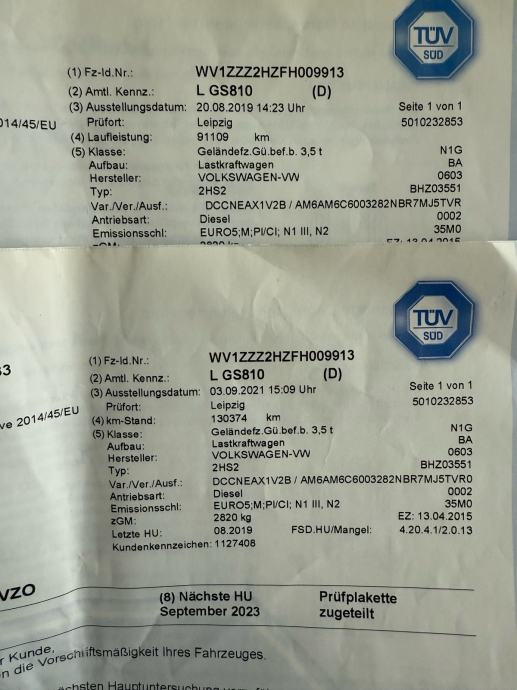 TÜV
SÜD
(1) Fz-Id.Nr.: WV1ZZZ2HZFH009913
(2) Amtl. Kennz.: L GS810 (D)
(3) Ausstellungsdatum: 20.08.2019 14:23 Uhr Seite 1 von 1
014/45/EU Prüfort: Leipzig 5010232853
(4) Laufleistung: 91109 km
(5) Klasse: Geländefz.Gü.bef.b. 3,5 t N1G
Aufbau: Lastkraftwagen BA
Hersteller: VOLKSWAGEN-VW 0603
Typ: 2HS2 BHZ03551
Var./Ver./Ausf.: DCCNEAX1V2B / AM6AM6C6003282NBR7MJ5TVR
Antriebsart: Diesel 0002
Emissionsschl: EURO5;M;PI/CI; N1 III, N2 35M0
zGM: 2820 kg EZ: 13.04.2015
TÜV
SÜD
(1) Fz-Id.Nr.: WV1ZZZ2HZFH009913
(2) Amtl. Kennz.: L GS810 (D)
(3) Ausstellungsdatum: 03.09.2021 15:09 Uhr Seite 1 von 1
ve 2014/45/EU Prüfort: Leipzig 5010232853
(4) km-Stand: 130374 km
(5) Klasse: Geländefz.Gü.bef.b. 3,5 t N1G
Aufbau: Lastkraftwagen BA
Hersteller: VOLKSWAGEN-VW 0603
Typ: 2HS2 BHZ03551
Var./Ver./Ausf.: DCCNEAX1V2B / AM6AM6C6003282NBR7MJ5TVR0
Antriebsart: Diesel 0002
Emissionsschl: EURO5;M;PI/CI; N1 III, N2 35M0
zGM: 2820 kg EZ: 13.04.2015
Letzte HU: 08.2019 FSD.HU/Mangel: 4.20.4.1/2.0.13
Kundenkennzeichen: 1127408
VZO (8) Nächste HU Prüfplakette
September 2023 zugeteilt
r Kunde,
n die Vorschriftsmäßigkeit Ihres Fahrzeuges.
chsten Hauptuntersuchung